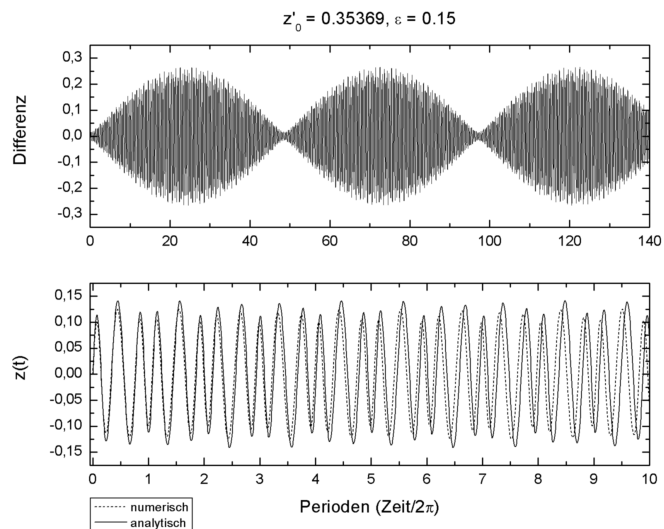 z'₀ = 0.35369, ε = 0.15
Differenz
0,3
0,2
0,1
0,0
-0,1
-0,2
-0,3
0 20 40 60 80 100 120 140
z(t)
0,15
0,10
0,05
0,00
-0,05
-0,10
-0,15
0 1 2 3 4 5 6 7 8 9 10
Perioden (Zeit/2π)
numerisch
analytisch